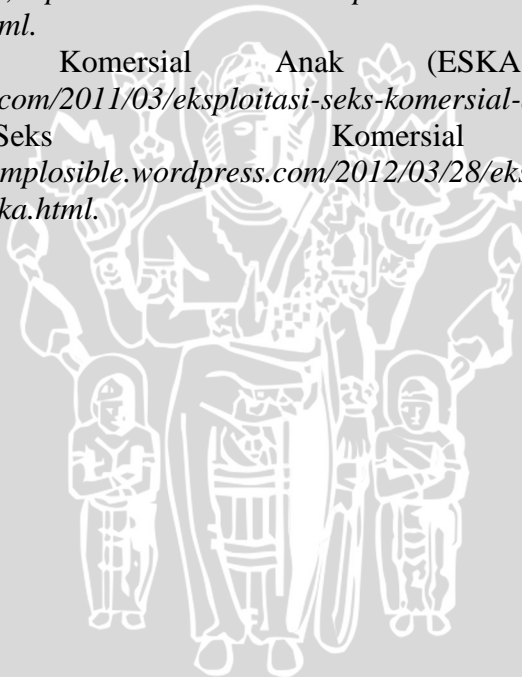 ml.
Komersial Anak (ESKA
com/2011/03/eksploitasi-seks-komersial-
Seks Komersial
mplosible.wordpress.com/2012/03/28/eks
ka.html.